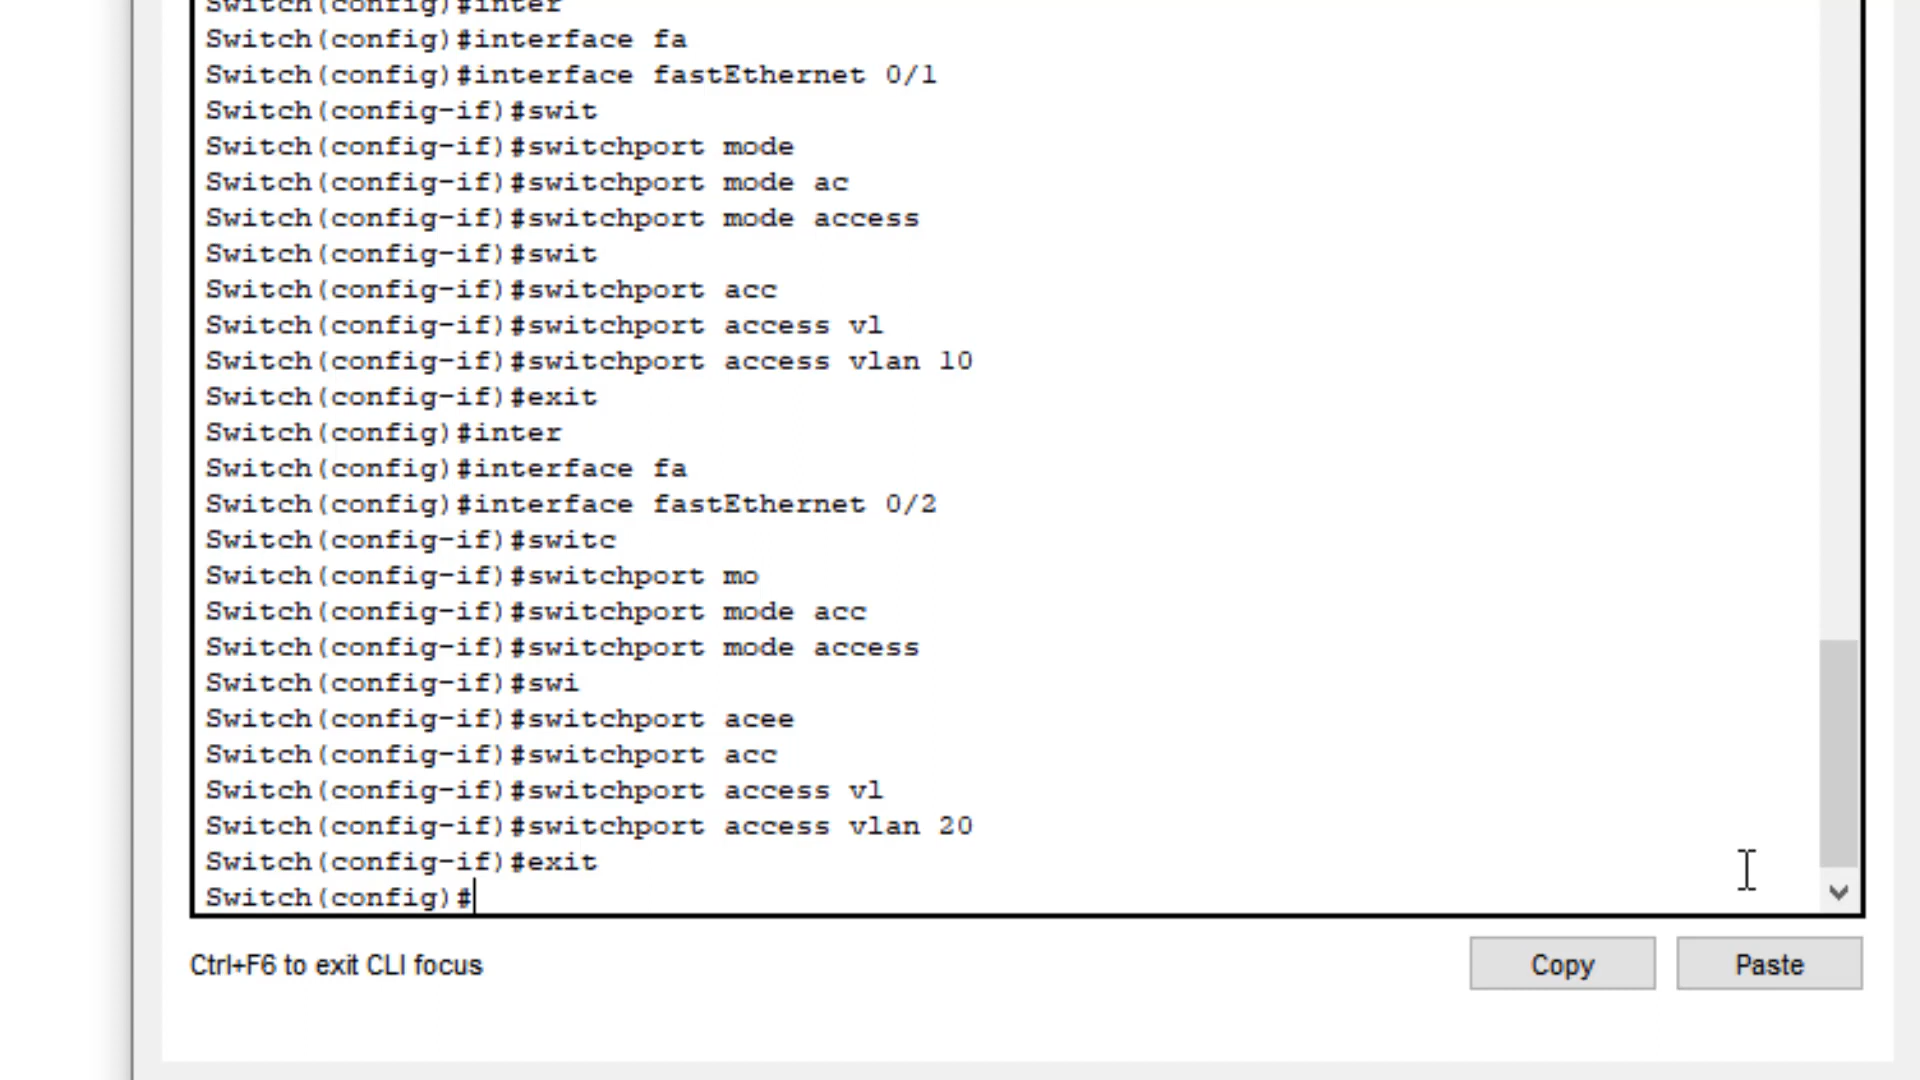 Switch(config)#inter
Switch(config)#interface fa
Switch(config)#interface fastEthernet 0/1
Switch(config-if)#swit
Switch(config-if)#switchport mode
Switch(config-if)#switchport mode ac
Switch(config-if)#switchport mode access
Switch(config-if)#swit
Switch(config-if)#switchport acc
Switch(config-if)#switchport access vl
Switch(config-if)#switchport access vlan 10
Switch(config-if)#exit
Switch(config)#inter
Switch(config)#interface fa
Switch(config)#interface fastEthernet 0/2
Switch(config-if)#switc
Switch(config-if)#switchport mo
Switch(config-if)#switchport mode acc
Switch(config-if)#switchport mode access
Switch(config-if)#swi
Switch(config-if)#switchport acee
Switch(config-if)#switchport acc
Switch(config-if)#switchport access vl
Switch(config-if)#switchport access vlan 20
Switch(config-if)#exit
Switch(config)#
Ctrl+F6 to exit CLI focus
Copy
Paste